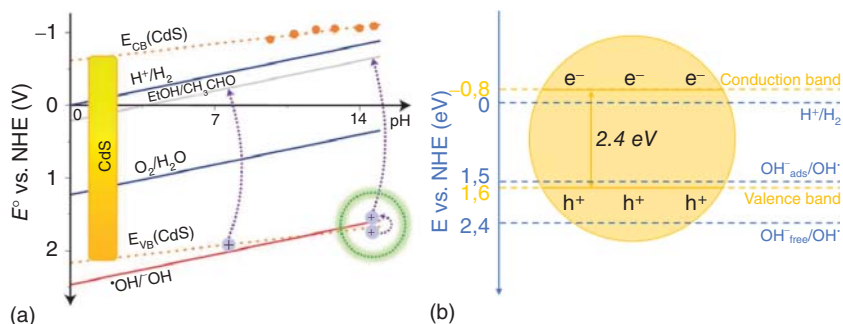 −1
E_CB(CdS)
H⁺/H₂
EtOH/CH₃CHO
0
0
7
14
pH
E° vs. NHE (V)
CdS
1
O₂/H₂O
E_VB(CdS)
2
•OH/⁻OH
+
+
+
(a)
E vs. NHE (eV)
e⁻ e⁻ e⁻
Conduction band
−0,8
0
H⁺/H₂
2.4 eV
1,5
OH⁻ads/OH·
1,6
Valence band
h⁺ h⁺ h⁺
2,4
OH⁻free/OH·
(b)